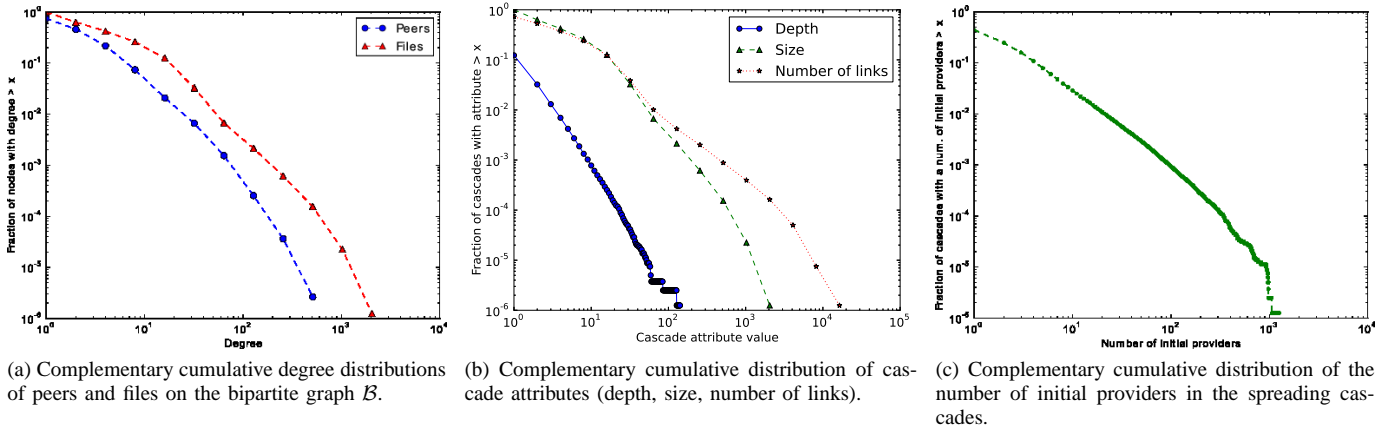 Fraction of nodes with degree > x
10^0
10^-1
10^-2
10^-3
10^-4
10^-5
10^-6
Peers
Files
10^0 10^1 10^2 10^3 10^4
Degree
(a) Complementary cumulative degree distributions
of peers and files on the bipartite graph B.
Fraction of cascades with attribute > x
10^0
10^-1
10^-2
10^-3
10^-4
10^-5
10^-6
Depth
Size
Number of links
10^0 10^1 10^2 10^3 10^4 10^5
Cascade attribute value
(b) Complementary cumulative distribution of cas-
cade attributes (depth, size, number of links).
Fraction of cascades with a num. of initial providers > x
10^0
10^-1
10^-2
10^-3
10^-4
10^-5
10^-6
10^0 10^1 10^2 10^3 10^4
Number of initial providers
(c) Complementary cumulative distribution of the
number of initial providers in the spreading cas-
cades.